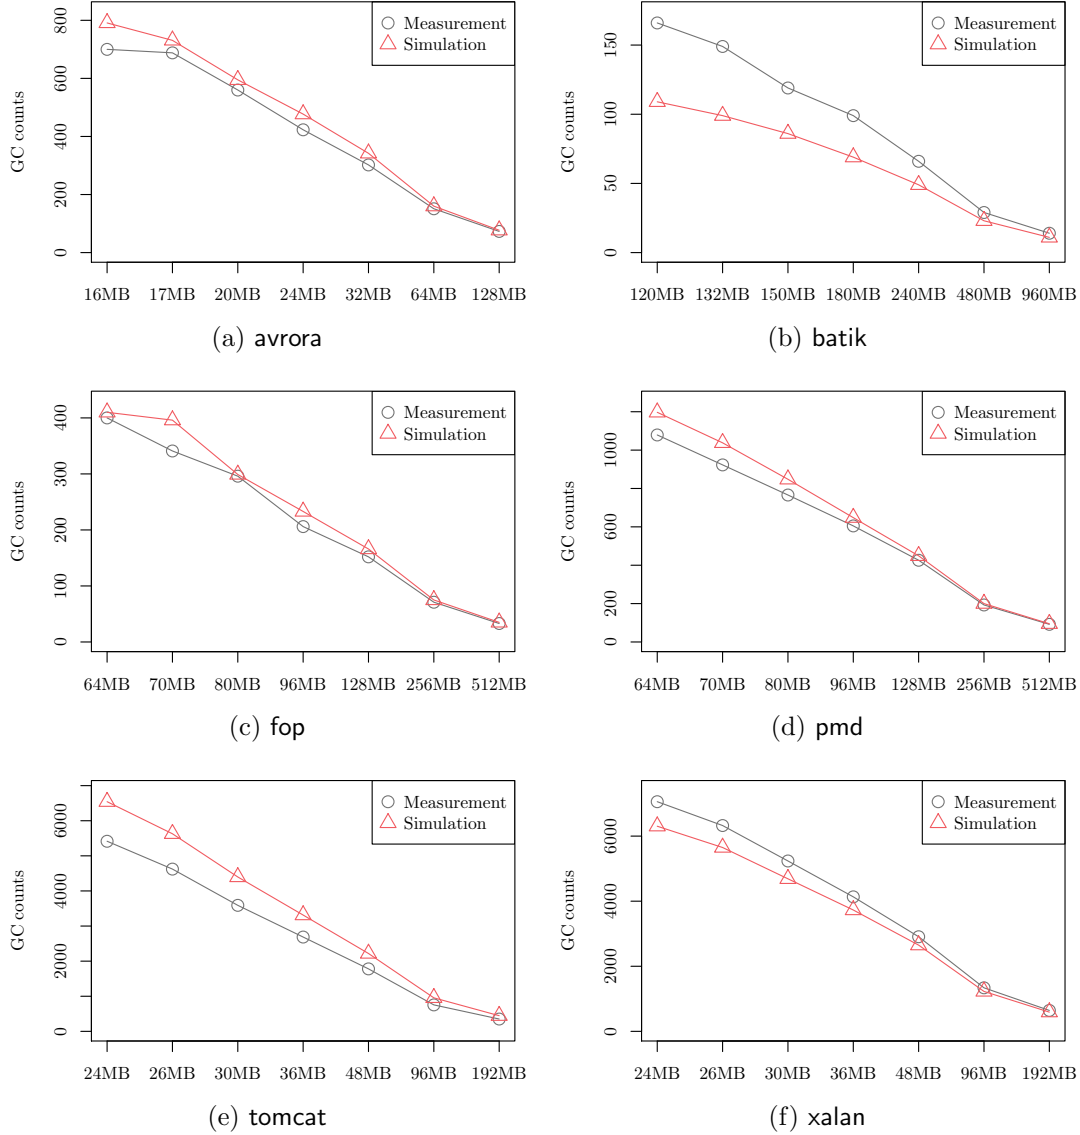 GC counts
0
200
400
600
800
16MB 17MB 20MB 24MB 32MB 64MB 128MB
Measurement
Simulation
(a) avrora
GC counts
0
50
100
150
120MB 132MB 150MB 180MB 240MB 480MB 960MB
Measurement
Simulation
(b) batik
GC counts
0
100
200
300
400
64MB 70MB 80MB 96MB 128MB 256MB 512MB
Measurement
Simulation
(c) fop
GC counts
0
200
600
1000
64MB 70MB 80MB 96MB 128MB 256MB 512MB
Measurement
Simulation
(d) pmd
GC counts
0
2000
4000
6000
24MB 26MB 30MB 36MB 48MB 96MB 192MB
Measurement
Simulation
(e) tomcat
GC counts
0
2000
4000
6000
24MB 26MB 30MB 36MB 48MB 96MB 192MB
Measurement
Simulation
(f) xalan